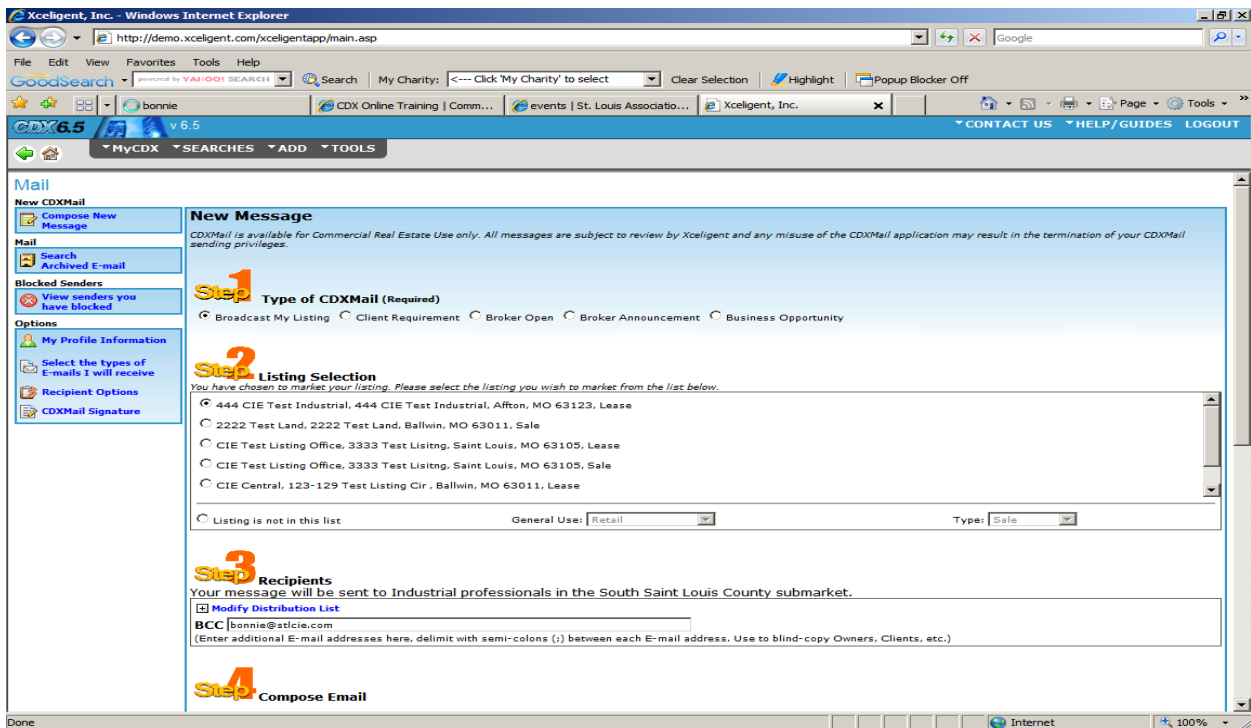 Xceligent, Inc. - Windows Internet Explorer
http://demo.xceligent.com/xceligentapp/main.asp
Google
File Edit View Favorites Tools Help
GoodSearch powered by YAHOO! SEARCH Search My Charity: <--- Click 'My Charity' to select Clear Selection Highlight Popup Blocker Off
bonnie CDX Online Training | Comm... events | St. Louis Associatio... Xceligent, Inc. Page Tools
CDX 6.5 v 6.5 CONTACT US HELP/GUIDES LOGOUT
MyCDX SEARCHES ADD TOOLS
Mail
New CDXMail
Compose New
Message
Mail
Search
Archived E-mail
Blocked Senders
View senders you
have blocked
Options
My Profile Information
Select the types of
E-mails I will receive
Recipient Options
CDXMail Signature
New Message
CDXMail is available for Commercial Real Estate Use only. All messages are subject to review by Xceligent and any misuse of the CDXMail application may result in the termination of your CDXMail
sending privileges.
Step 1 Type of CDXMail (Required)
Broadcast My Listing Client Requirement Broker Open Broker Announcement Business Opportunity
Step 2 Listing Selection
You have chosen to market your listing. Please select the listing you wish to market from the list below.
444 CIE Test Industrial, 444 CIE Test Industrial, Affton, MO 63123, Lease
2222 Test Land, 2222 Test Land, Ballwin, MO 63011, Sale
CIE Test Listing Office, 3333 Test Lisitng, Saint Louis, MO 63105, Lease
CIE Test Listing Office, 3333 Test Lisitng, Saint Louis, MO 63105, Sale
CIE Central, 123-129 Test Listing Cir , Ballwin, MO 63011, Lease
Listing is not in this list General Use: Retail Type: Sale
Step 3 Recipients
Your message will be sent to Industrial professionals in the South Saint Louis County submarket.
Modify Distribution List
BCC bonnie@stlcie.com
(Enter additional E-mail addresses here, delimit with semi-colons (;) between each E-mail address. Use to blind-copy Owners, Clients, etc.)
Step 4 Compose Email
Done Internet 100%